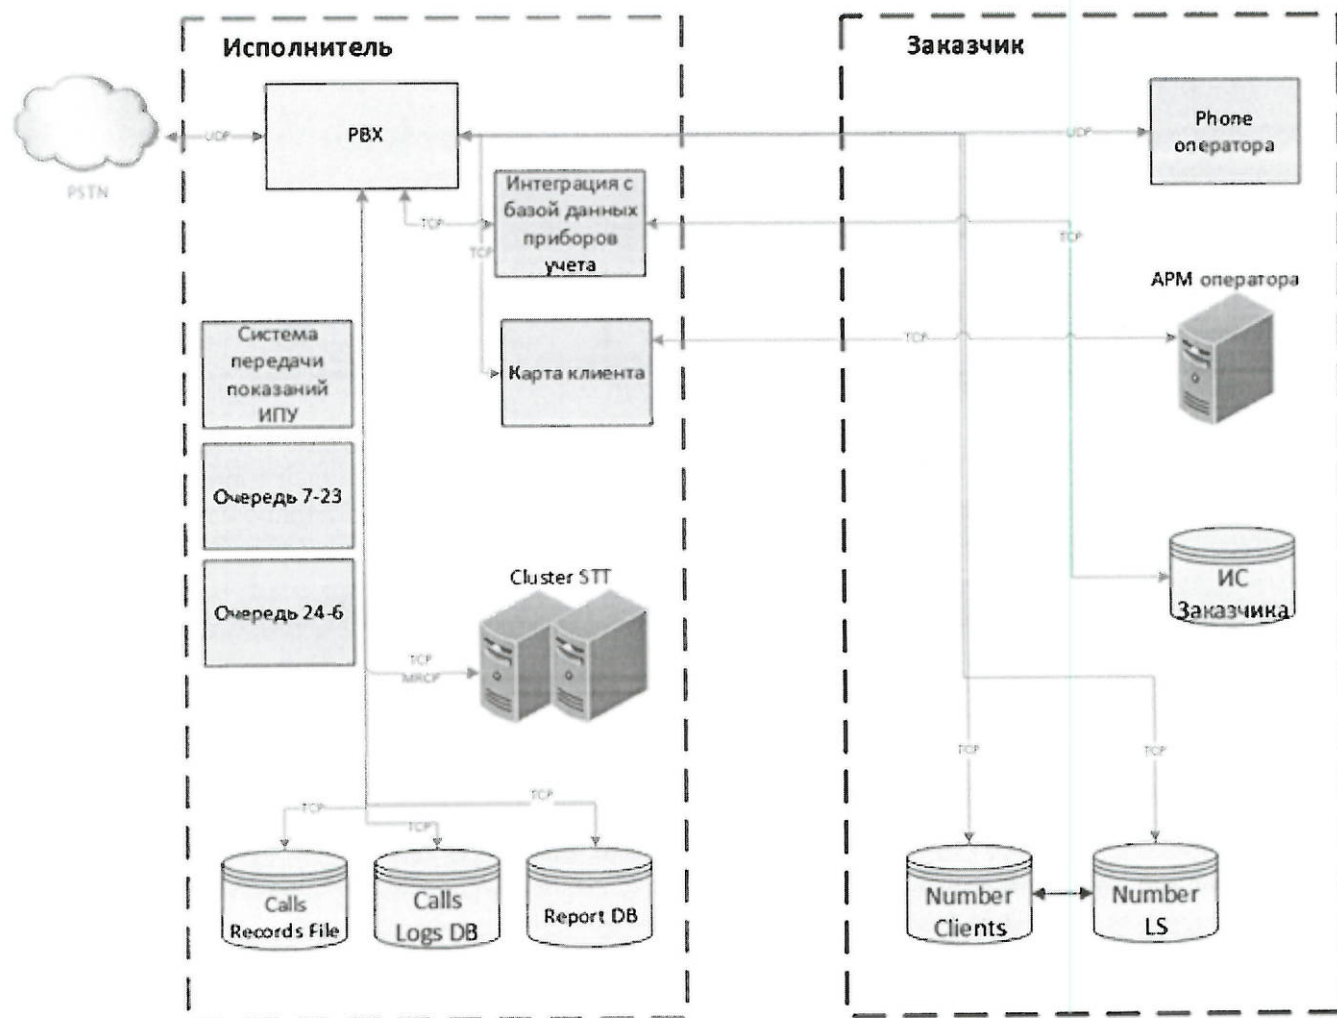 Исполнитель
Заказчик
PSTN
UDP
PBX
UDP
Phone
оператора
TCP
TCP
Интеграция с
базой данных
приборов
учета
TCP
АРМ оператора
Система
передачи
показаний
ИПУ
Карта клиента
TCP
Очередь 7-23
Очередь 24-6
Cluster STT
TCP
MRCP
ИС
Заказчика
TCP
TCP
TCP
TCP
TCP
Calls
Records File
Calls
Logs DB
Report DB
Number
Clients
Number
LS